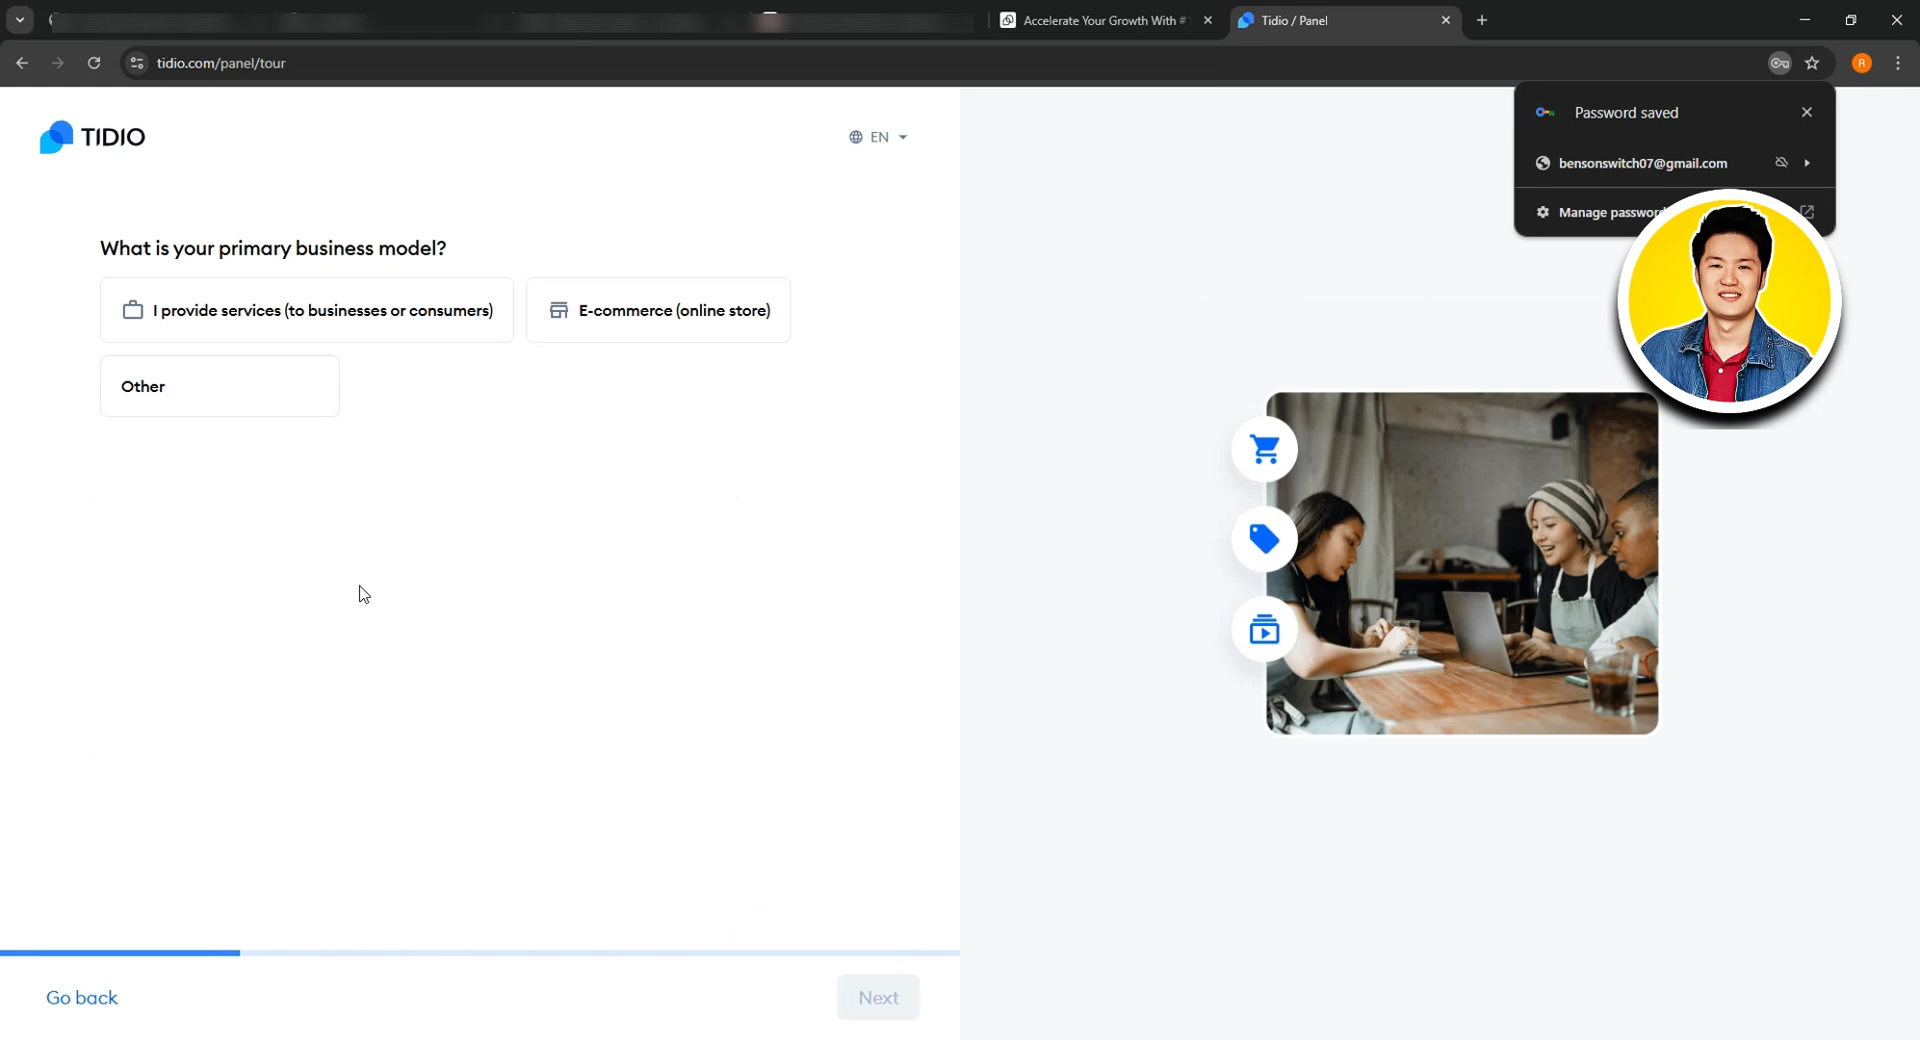 Accelerate Your Growth With #
Tidio / Panel
tidio.com/panel/tour
R
Password saved
bensonswitch07@gmail.com
Manage password
TIDIO
EN
What is your primary business model?
I provide services (to businesses or consumers)
E-commerce (online store)
Other
Go back
Next